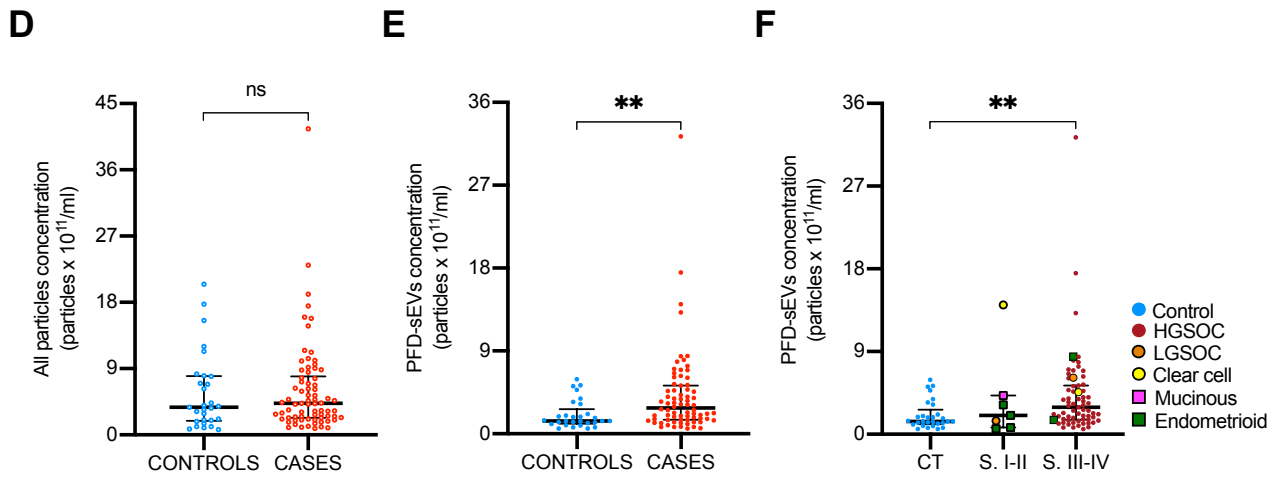 D
All particles concentration
(particles x 10¹¹/ml)
45
36
27
18
9
0
ns
CONTROLS CASES
E
PFD-sEVs concentration
(particles x 10¹¹/ml)
36
27
18
9
0
**
CONTROLS CASES
F
PFD-sEVs concentration
(particles x 10¹¹/ml)
36
27
18
9
0
**
CT S. I-II S. III-IV
Control
HGSOC
LGSOC
Clear cell
Mucinous
Endometrioid